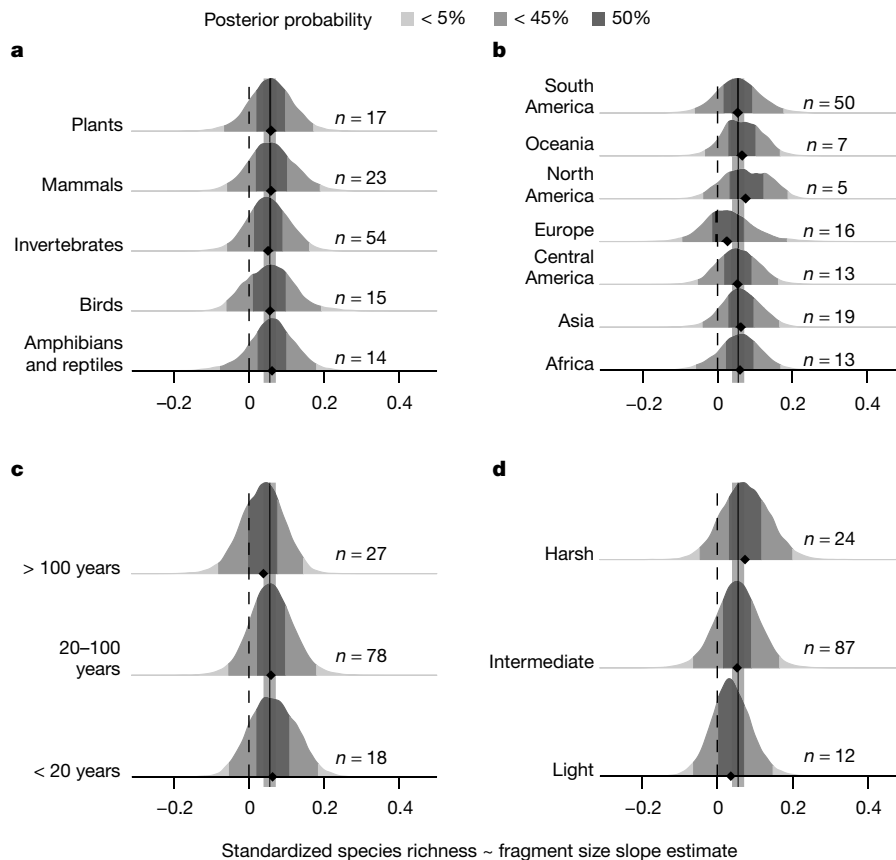 Posterior probability < 5% < 45% 50%
a
Plants
n = 17
Mammals
n = 23
Invertebrates
n = 54
Birds
n = 15
Amphibians
and reptiles
n = 14
−0.2 0 0.2 0.4
b
South
America
n = 50
Oceania
n = 7
North
America
n = 5
Europe
n = 16
Central
America
n = 13
Asia
n = 19
Africa
n = 13
−0.2 0 0.2 0.4
c
> 100 years
n = 27
20–100
years
n = 78
< 20 years
n = 18
−0.2 0 0.2 0.4
d
Harsh
n = 24
Intermediate
n = 87
Light
n = 12
−0.2 0 0.2 0.4
Standardized species richness ~ fragment size slope estimate